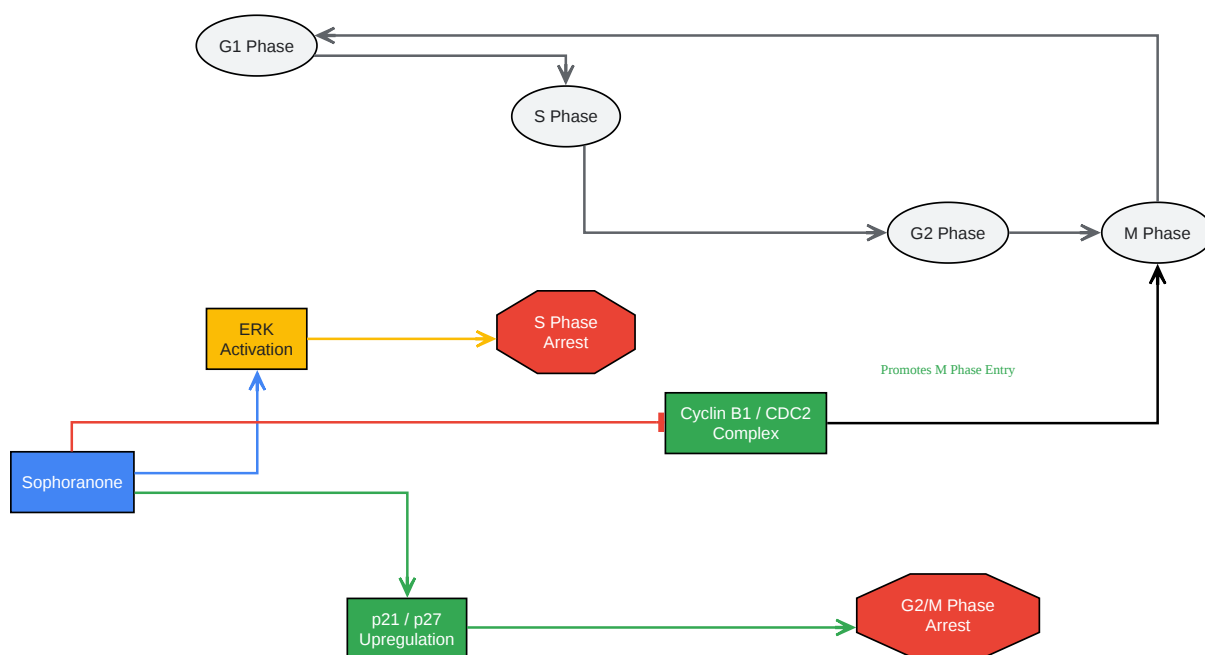 G1 Phase
S Phase
G2 Phase
M Phase
ERK
Activation
S Phase
Arrest
Promotes M Phase Entry
Cyclin B1 / CDC2
Complex
Sophoranone
p21 / p27
Upregulation
G2/M Phase
Arrest